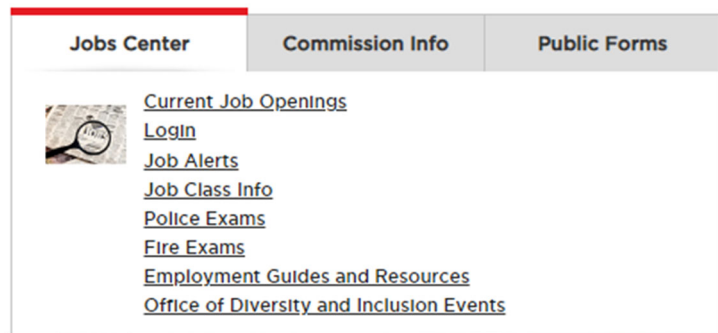 Jobs Center
Commission Info
Public Forms
Current Job Openings
Login
Job Alerts
Job Class Info
Police Exams
Fire Exams
Employment Guides and Resources
Office of Diversity and Inclusion Events